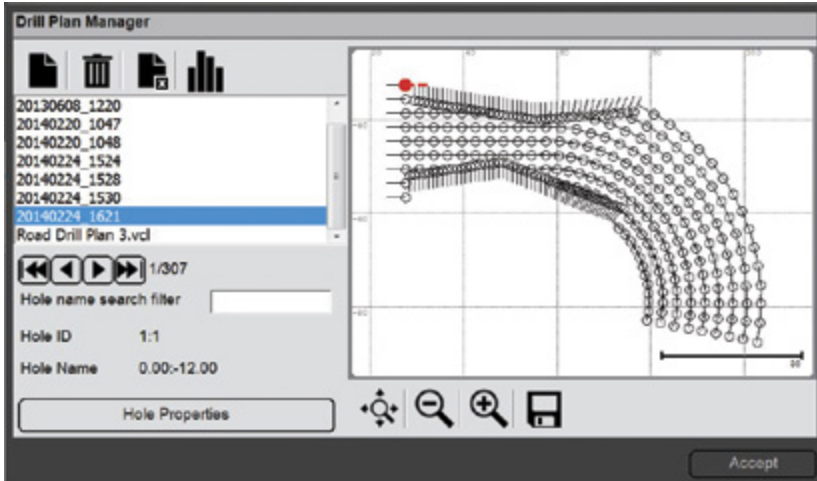 Drill Plan Manager
20130608_1220
20140220_1047
20140220_1048
20140224_1524
20140224_1528
20140224_1530
20140224_1621
Road Drill Plan 3.vcl
1/307
Hole name search filter
Hole ID 1:1
Hole Name 0.00:-12.00
Hole Properties
Accept